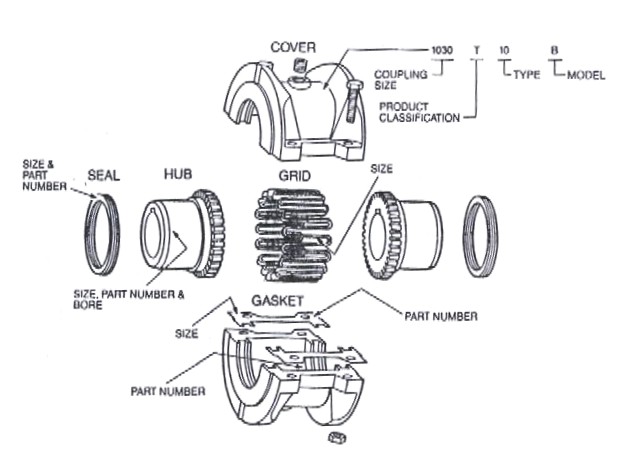 COVER
1030 T 10 B
COUPLING
SIZE
TYPE
MODEL
PRODUCT
CLASSIFICATION
SIZE &
PART
NUMBER
SEAL
HUB
GRID
SIZE
SIZE, PART NUMBER &
BORE
GASKET
SIZE
PART NUMBER
PART NUMBER